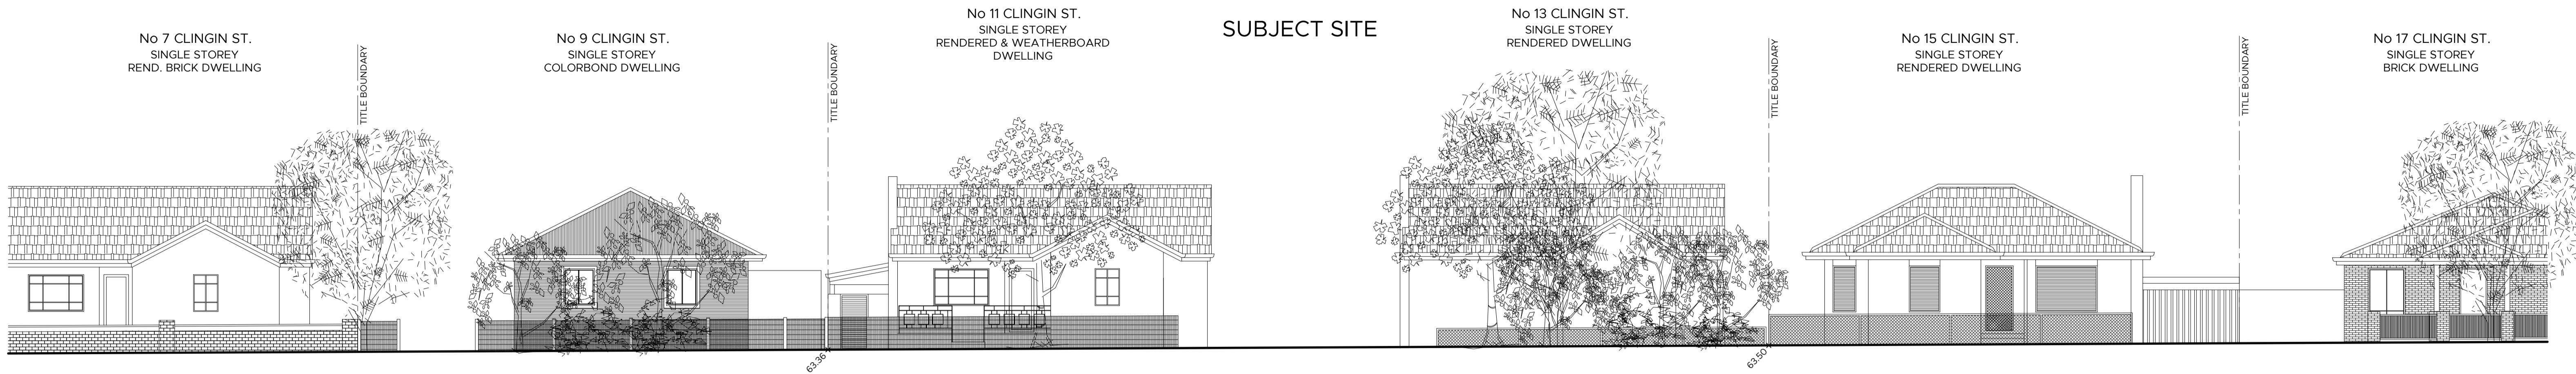 No 7 CLINGIN ST.
SINGLE STOREY
REND. BRICK DWELLING
TITLE BOUNDARY
No 9 CLINGIN ST.
SINGLE STOREY
COLORBOND DWELLING
TITLE BOUNDARY
63.36
No 11 CLINGIN ST.
SINGLE STOREY
RENDERED & WEATHERBOARD
DWELLING
SUBJECT SITE
No 13 CLINGIN ST.
SINGLE STOREY
RENDERED DWELLING
TITLE BOUNDARY
63.50
No 15 CLINGIN ST.
SINGLE STOREY
RENDERED DWELLING
TITLE BOUNDARY
No 17 CLINGIN ST.
SINGLE STOREY
BRICK DWELLING